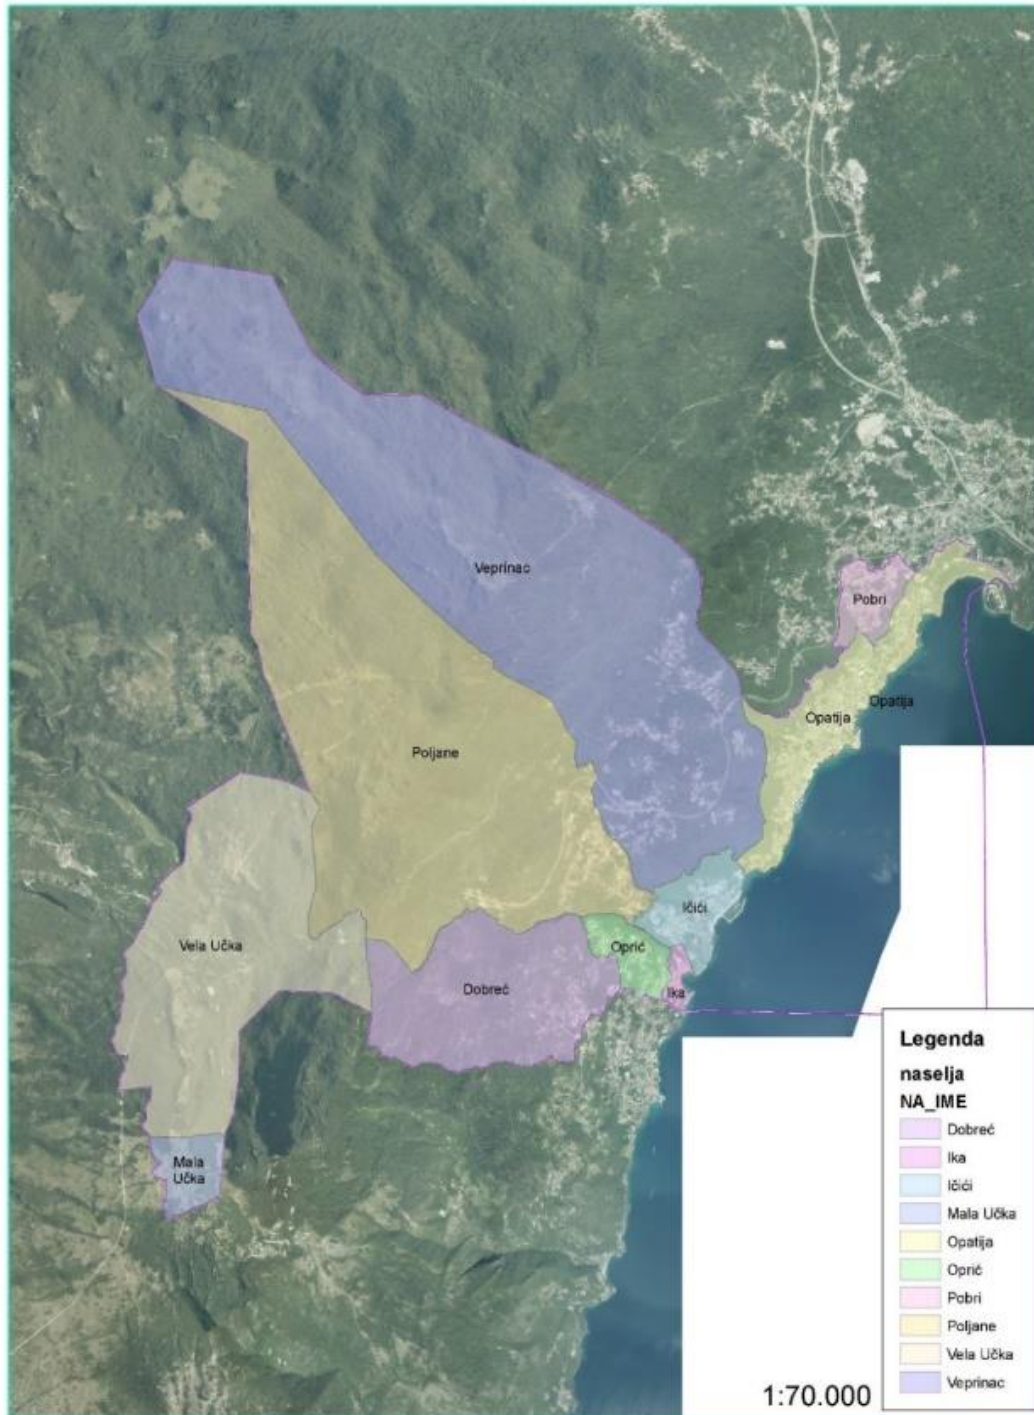 Veprinac
Pobri
Opatija
Opatija
Poljane
Ičići
Vela Učka
Oprić
Dobreć
Ika
Mala
Učka
Legenda
naselja
NA_IME
Dobreć
Ika
Ičići
Mala Učka
Opatija
Oprić
Pobri
Poljane
Vela Učka
Veprinac
1:70.000